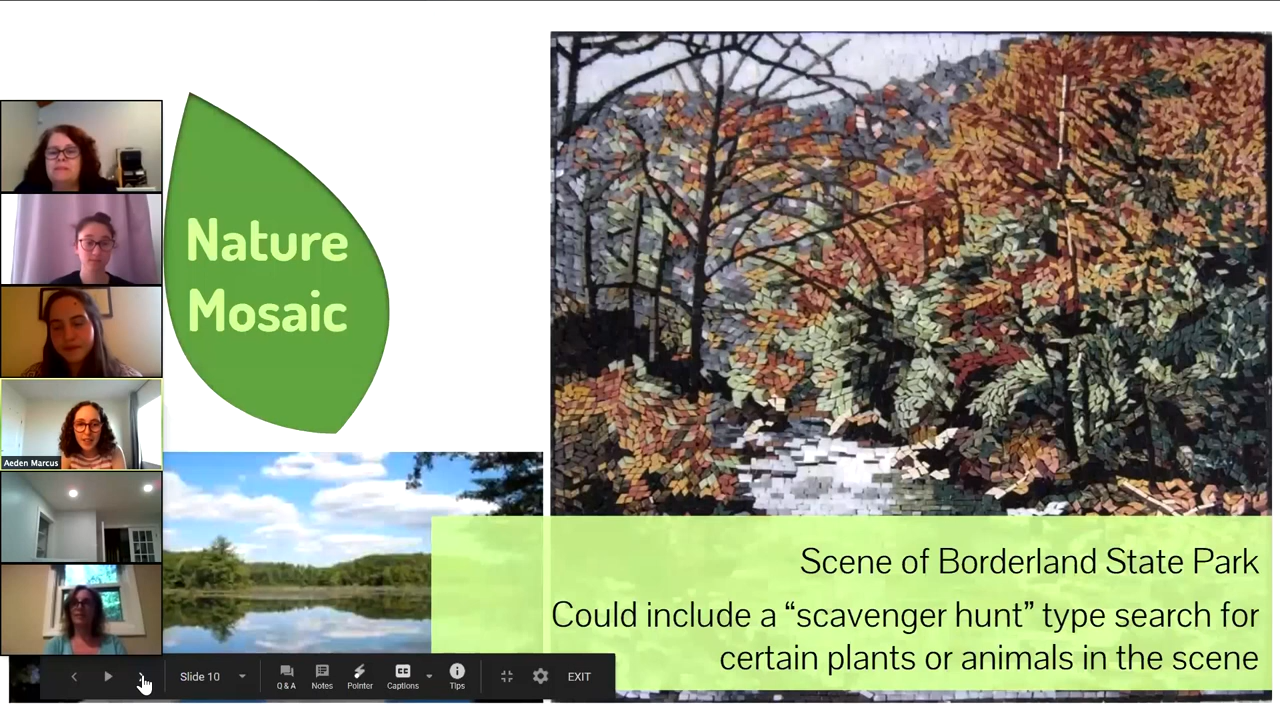 Nature
Mosaic
Aeden Marcus
Scene of Borderland State Park
Could include a “scavenger hunt” type search for
certain plants or animals in the scene
Slide 10
Q & A
Notes
Pointer
Captions
Tips
EXIT